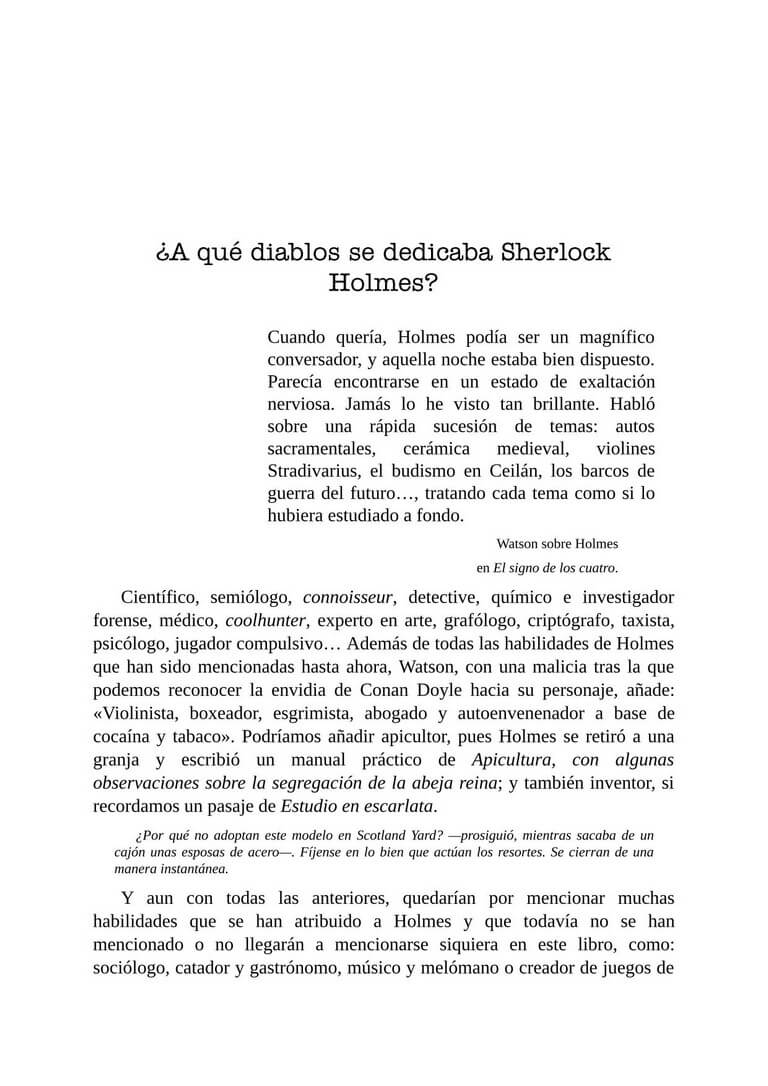 ¿A qué diablos se dedicaba Sherlock
Holmes?
Cuando quería, Holmes podía ser un magnífico
conversador, y aquella noche estaba bien dispuesto.
Parecía encontrarse en un estado de exaltación
nerviosa. Jamás lo he visto tan brillante. Habló
sobre una rápida sucesión de temas: autos
sacramentales, cerámica medieval, violines
Stradivarius, el budismo en Ceilán, los barcos de
guerra del futuro…, tratando cada tema como si lo
hubiera estudiado a fondo.
Watson sobre Holmes
en El signo de los cuatro.
Científico, semiólogo, connoisseur, detective, químico e investigador
forense, médico, coolhunter, experto en arte, grafólogo, criptógrafo, taxista,
psicólogo, jugador compulsivo… Además de todas las habilidades de Holmes
que han sido mencionadas hasta ahora, Watson, con una malicia tras la que
podemos reconocer la envidia de Conan Doyle hacia su personaje, añade:
«Violinista, boxeador, esgrimista, abogado y autoenvenenador a base de
cocaína y tabaco». Podríamos añadir apicultor, pues Holmes se retiró a una
granja y escribió un manual práctico de Apicultura, con algunas
observaciones sobre la segregación de la abeja reina; y también inventor, si
recordamos un pasaje de Estudio en escarlata.
¿Por qué no adoptan este modelo en Scotland Yard? —prosiguió, mientras sacaba de un
cajón unas esposas de acero—. Fíjense en lo bien que actúan los resortes. Se cierran de una
manera instantánea.
Y aun con todas las anteriores, quedarían por mencionar muchas
habilidades que se han atribuido a Holmes y que todavía no se han
mencionado o no llegarán a mencionarse siquiera en este libro, como:
sociólogo, catador y gastrónomo, músico y melómano o creador de juegos de